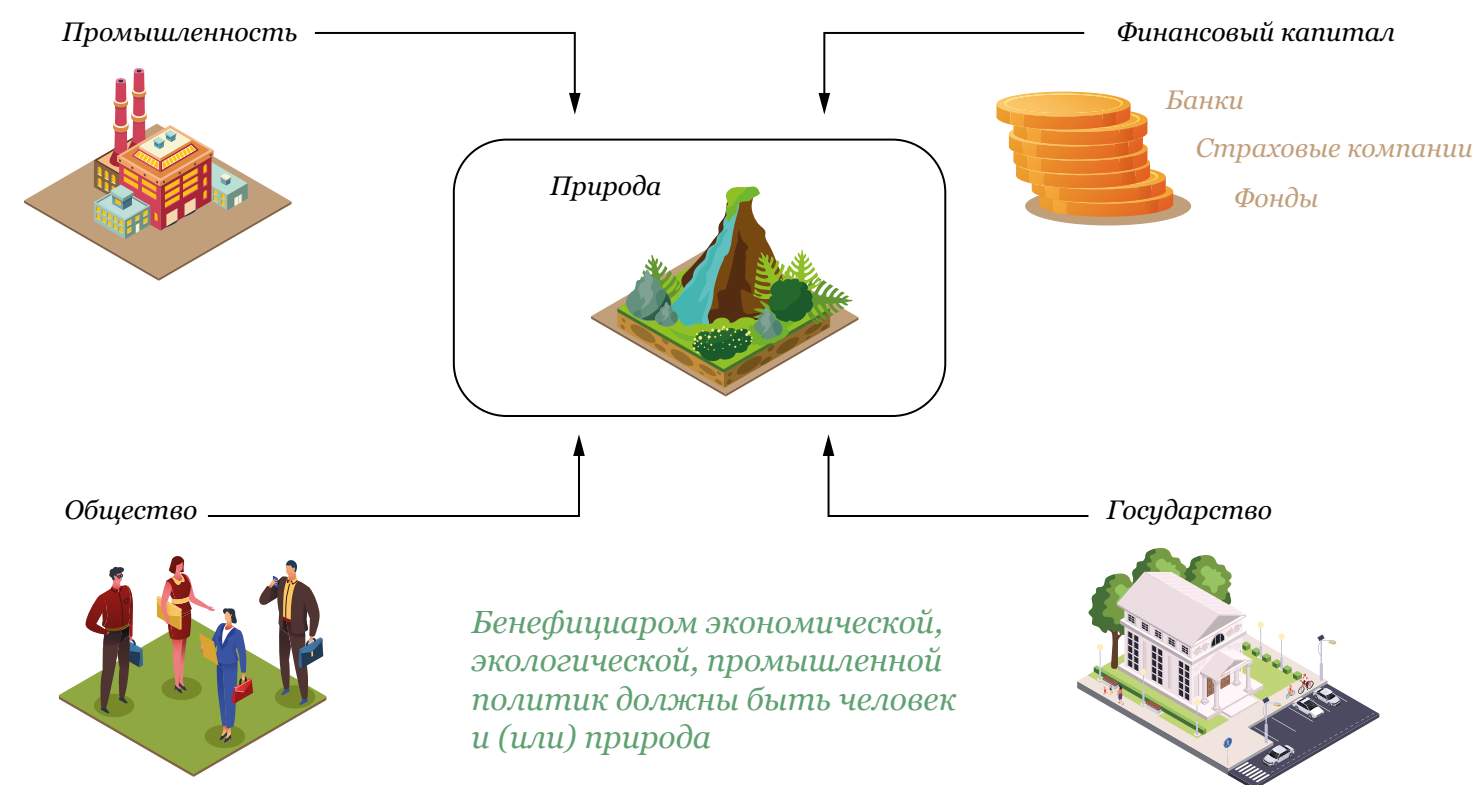 Промышленность
Финансовый капитал
Банки
Страховые компании
Фонды
Природа
Общество
Государство
Бенефициаром экономической,
экологической, промышленной
политик должны быть человек
и (или) природа